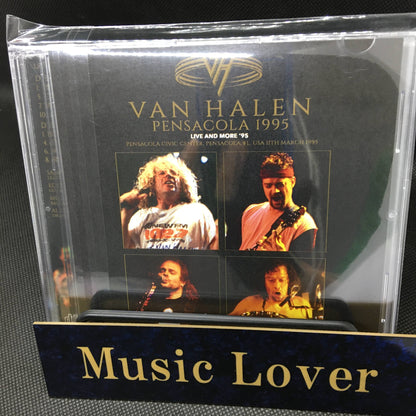 VAN HALEN
PENSACOLA 1995
LIVE AND MORE '95
PENSACOLA CIVIC CENTER, PENSACOLA, FL, USA 11TH MARCH 1995
Music Lover